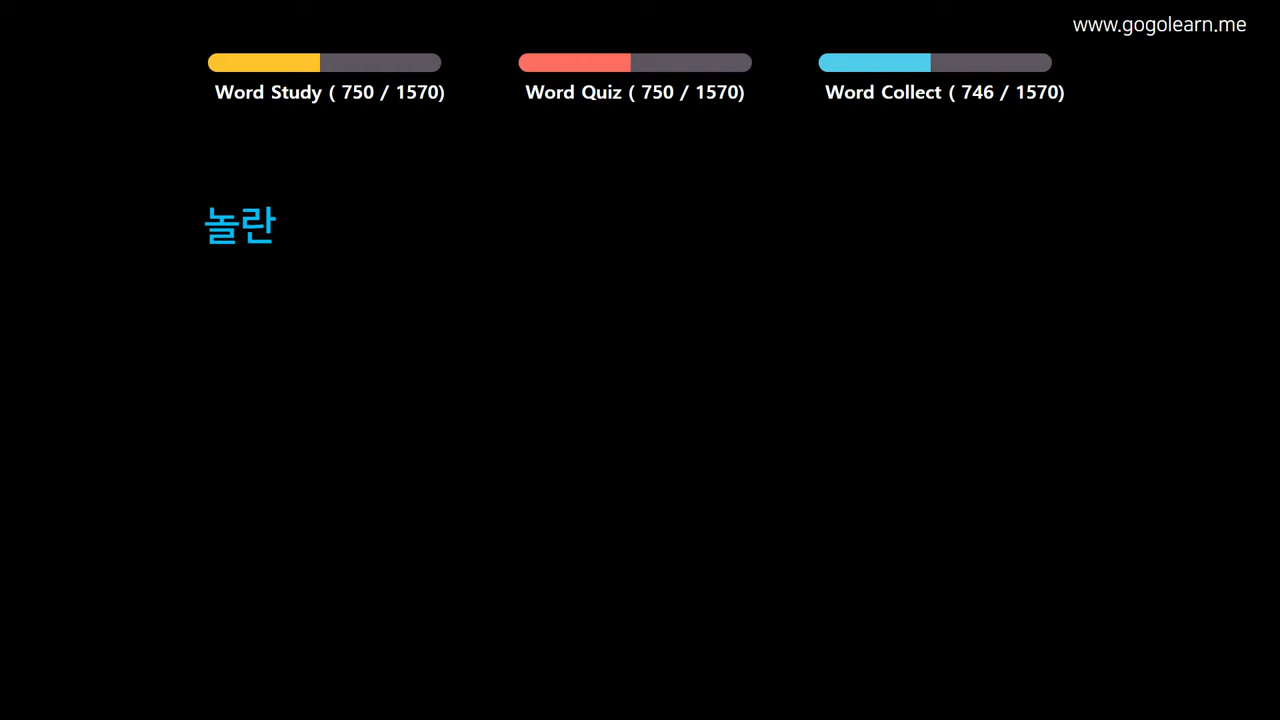 www.gogolearn.me
Word Study ( 750 / 1570)
Word Quiz ( 750 / 1570)
Word Collect ( 746 / 1570)
놀란